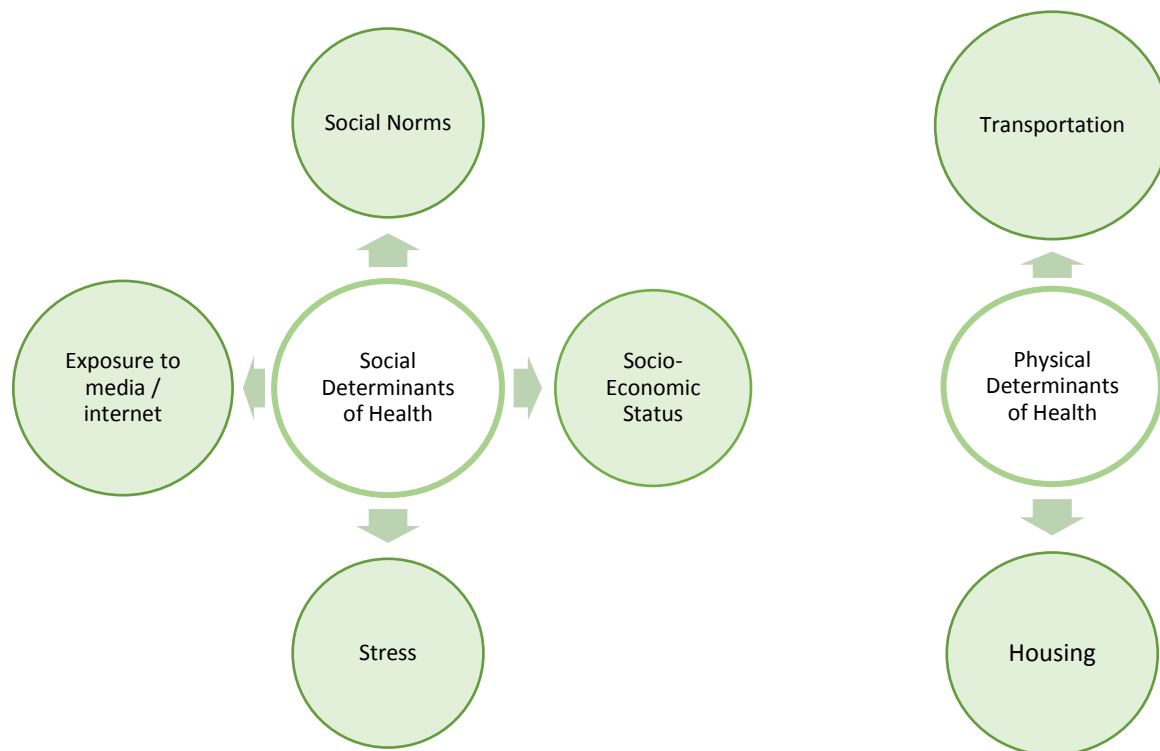 Social Norms
Exposure to
media /
internet
Social
Determinants
of Health
Socio-
Economic
Status
Stress
Transportation
Physical
Determinants
of Health
Housing